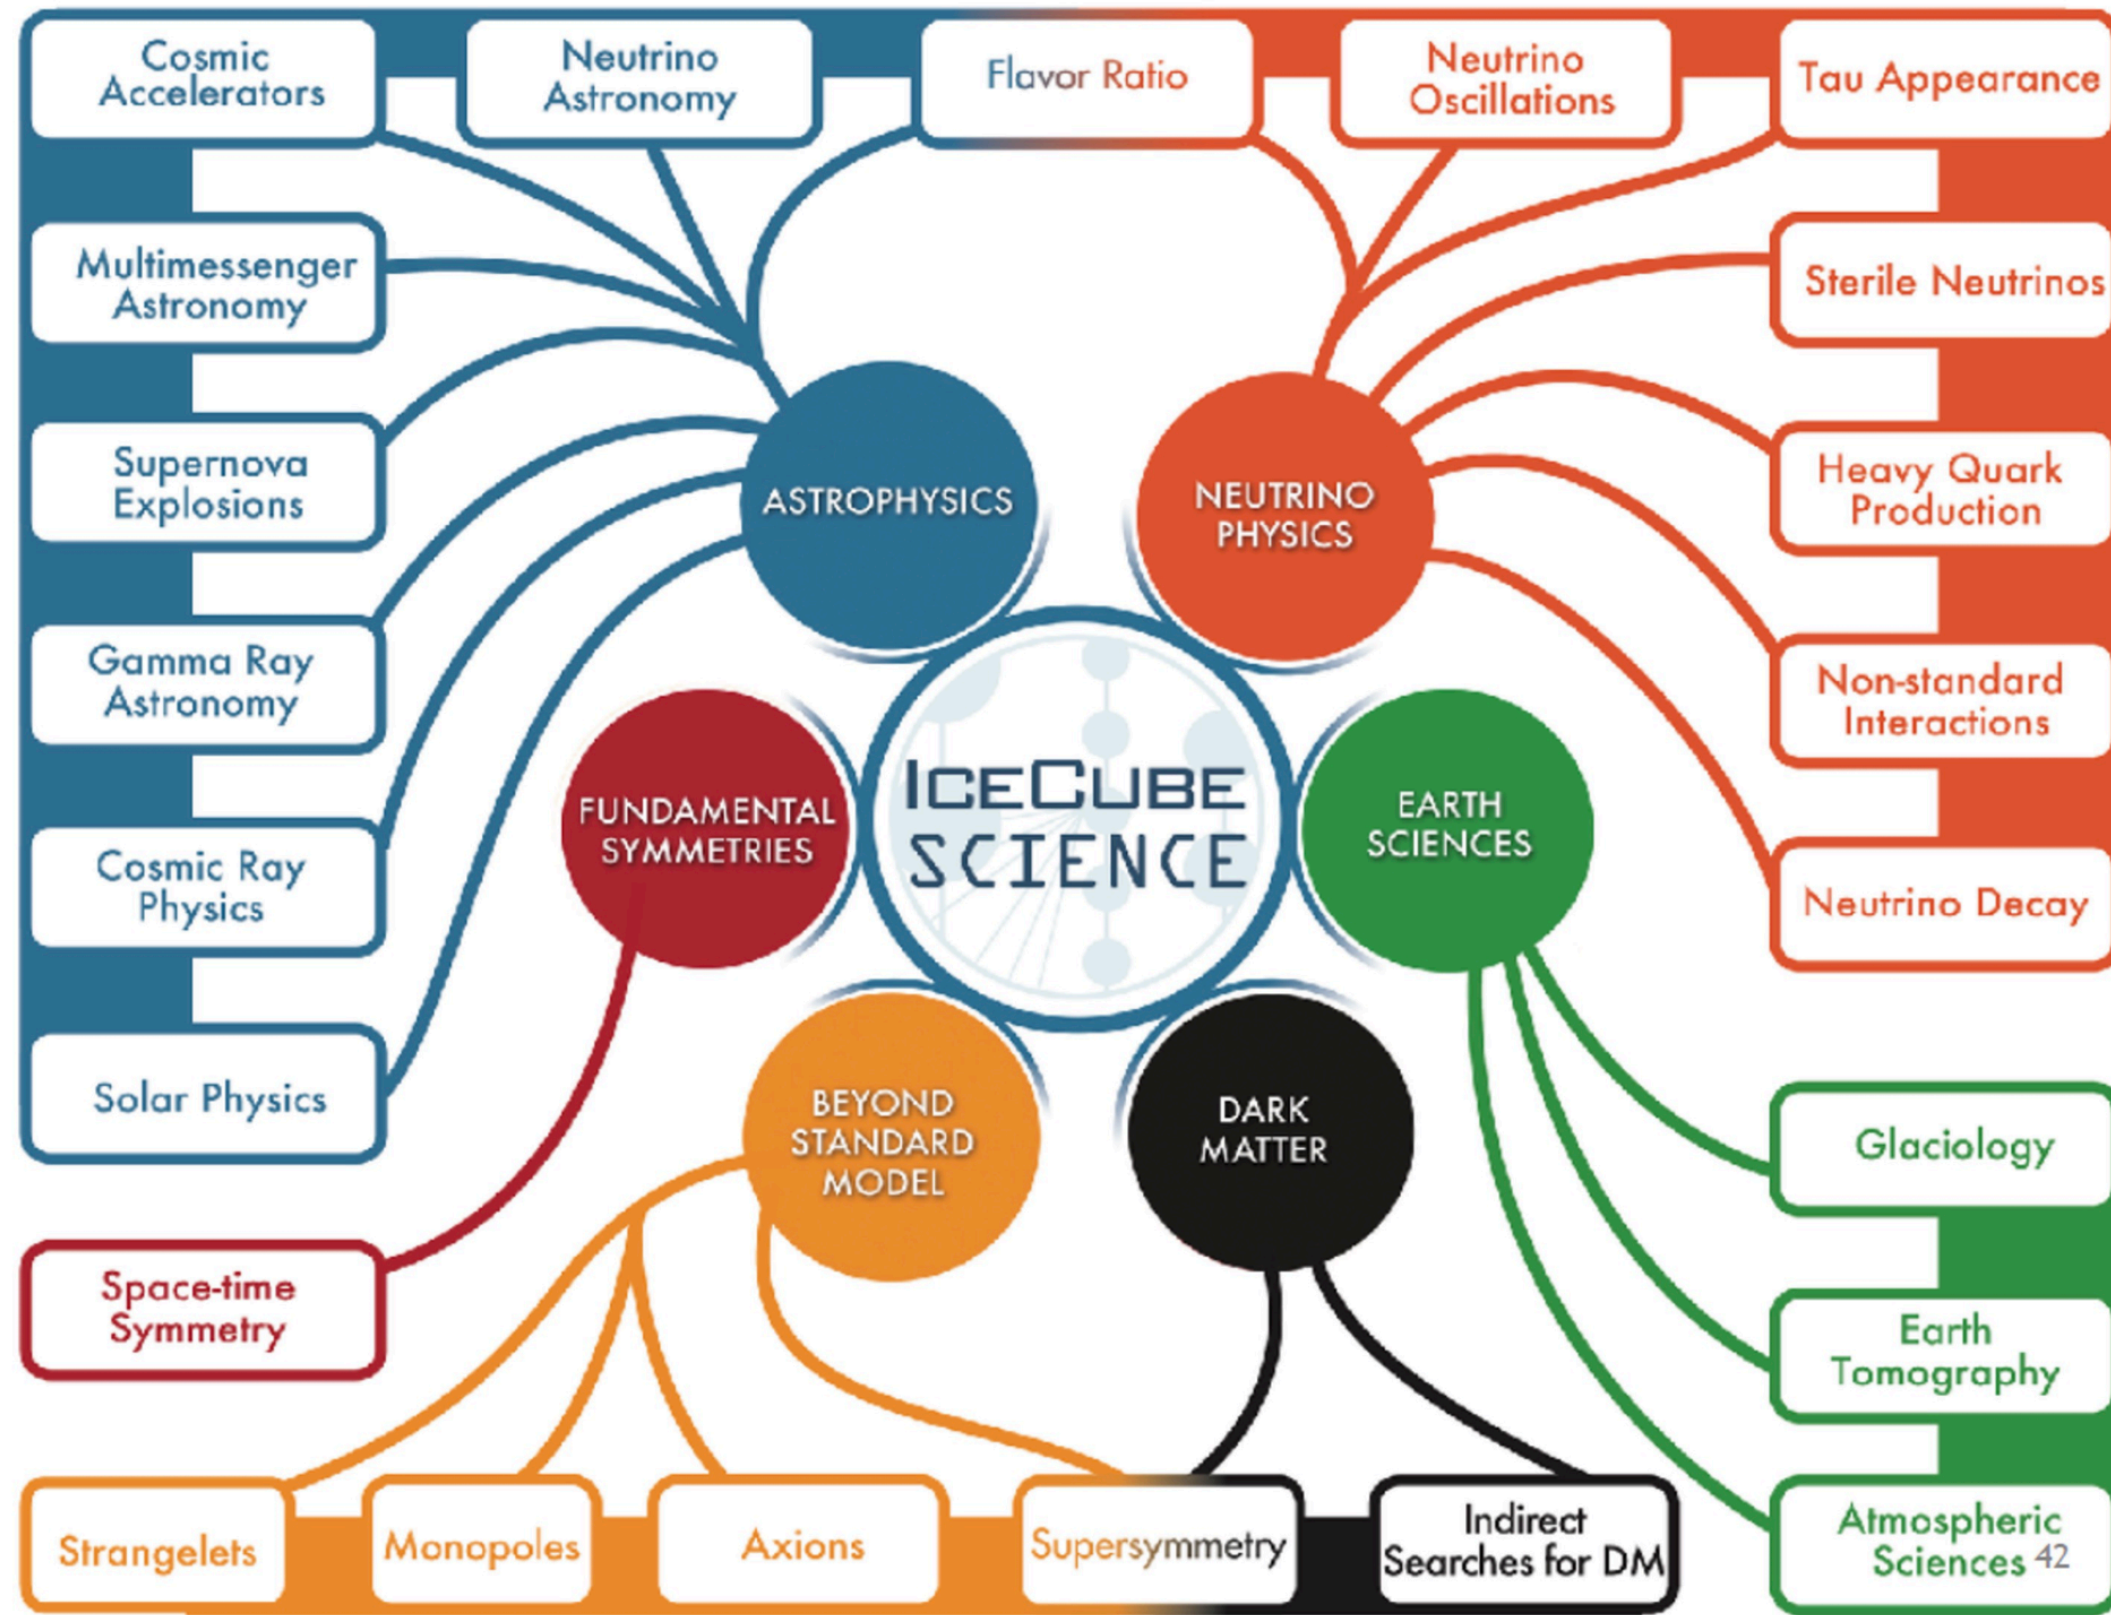 Cosmic
Accelerators
Neutrino
Astronomy
Flavor Ratio
Neutrino
Oscillations
Tau Appearance
Multimessenger
Astronomy
Sterile Neutrinos
Supernova
Explosions
ASTROPHYSICS
NEUTRINO
PHYSICS
Heavy Quark
Production
Gamma Ray
Astronomy
Non-standard
Interactions
FUNDAMENTAL
SYMMETRIES
ICECUBE
SCIENCE
EARTH
SCIENCES
Cosmic Ray
Physics
Neutrino Decay
Solar Physics
BEYOND
STANDARD
MODEL
DARK
MATTER
Glaciology
Space-time
Symmetry
Earth
Tomography
Strangelets
Monopoles
Axions
Supersymmetry
Indirect
Searches for DM
Atmospheric
Sciences 42